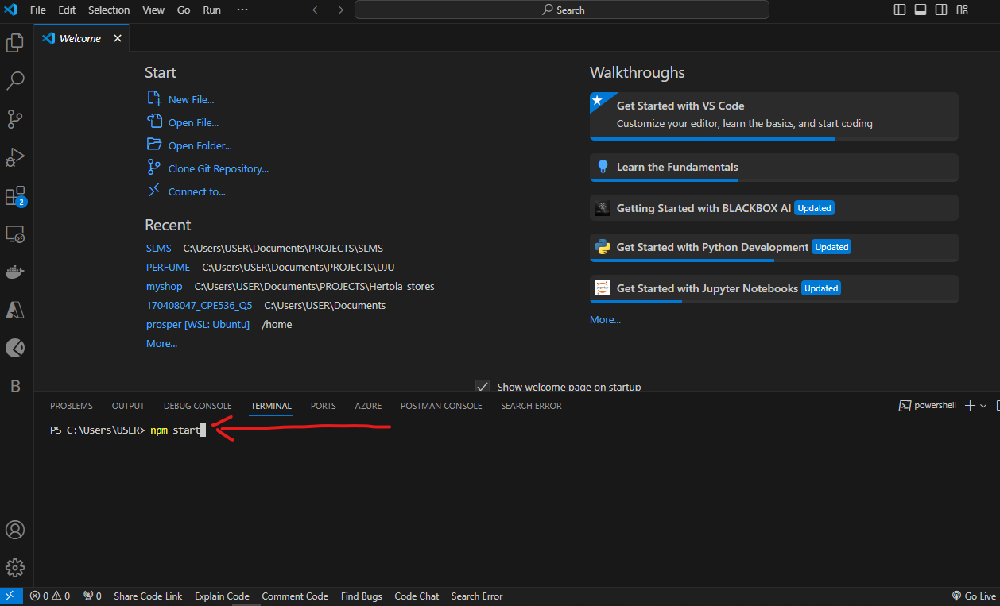 File Edit Selection View Go Run ··· Search
Welcome
Start
New File...
Open File...
Open Folder...
Clone Git Repository...
Connect to...
Recent
SLMS C:\Users\USER\Documents\PROJECTS\SLMS
PERFUME C:\Users\USER\Documents\PROJECTS\UJU
myshop C:\Users\USER\Documents\PROJECTS\Hertola_stores
170408047_CPE536_Q5 C:\Users\USER\Documents
prosper [WSL: Ubuntu] /home
More...
Walkthroughs
Get Started with VS Code
Customize your editor, learn the basics, and start coding
Learn the Fundamentals
Getting Started with BLACKBOX AI Updated
Get Started with Python Development Updated
Get Started with Jupyter Notebooks Updated
More...
Show welcome page on startup
2
B
PROBLEMS OUTPUT DEBUG CONSOLE TERMINAL PORTS AZURE POSTMAN CONSOLE SEARCH ERROR powershell
PS C:\Users\USER> npm start
0 0 0 Share Code Link Explain Code Comment Code Find Bugs Code Chat Search Error Go Live